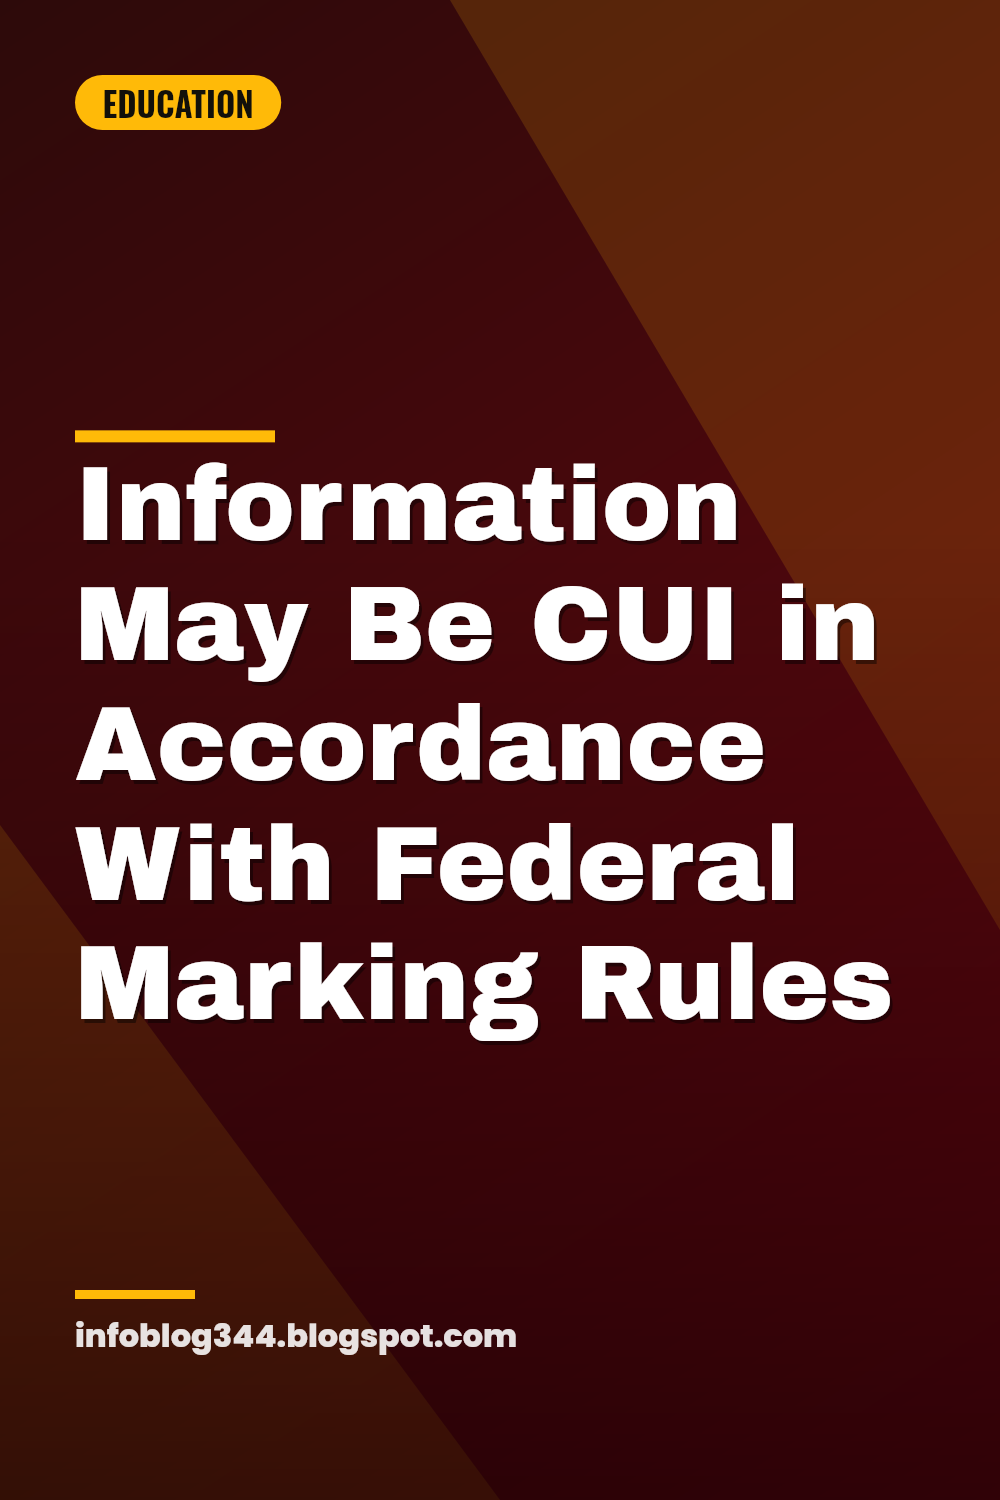 EDUCATION
Information
May Be CUI in
Accordance
With Federal
Marking Rules
infoblog344.blogspot.com